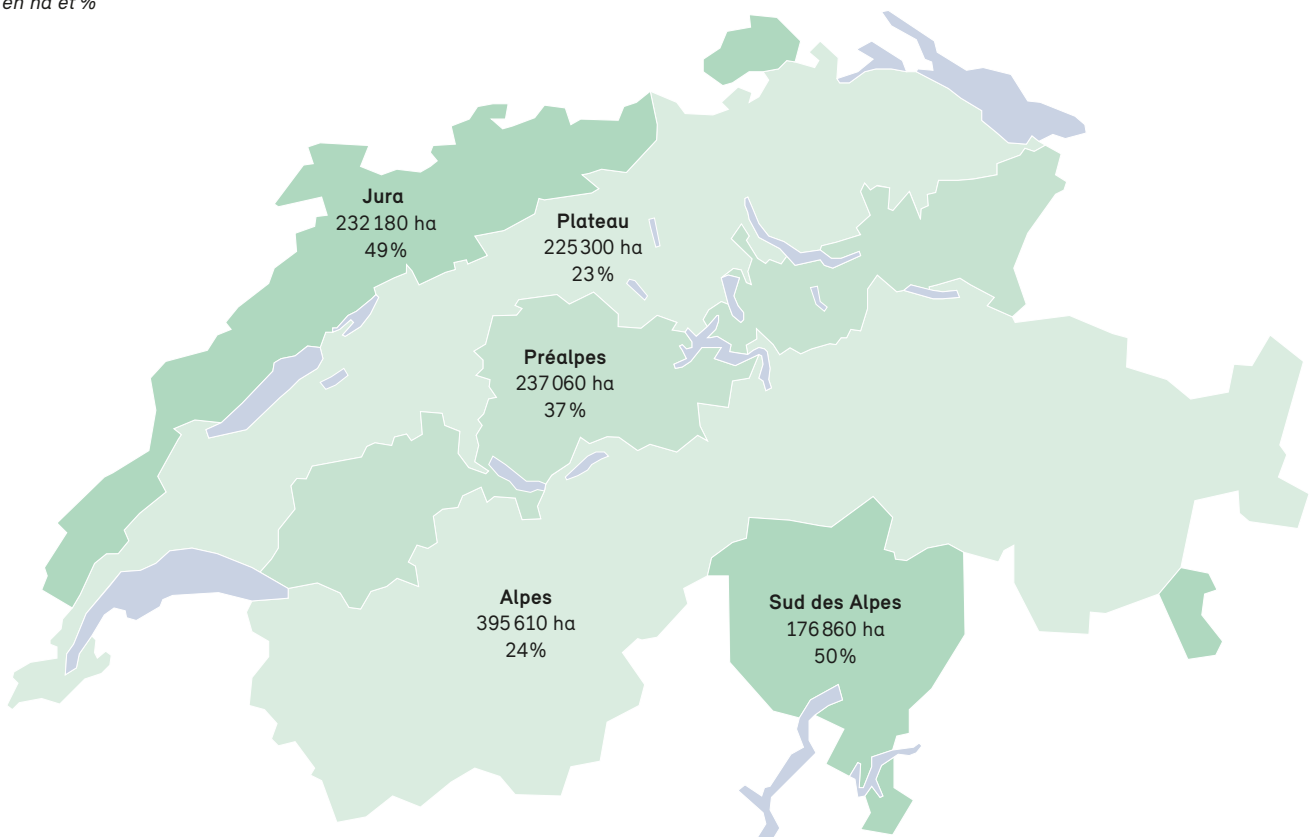 en ha et %
Jura
232 180 ha
49 %
Plateau
225 300 ha
23 %
Préalpes
237 060 ha
37 %
Alpes
395 610 ha
24 %
Sud des Alpes
176 860 ha
50 %